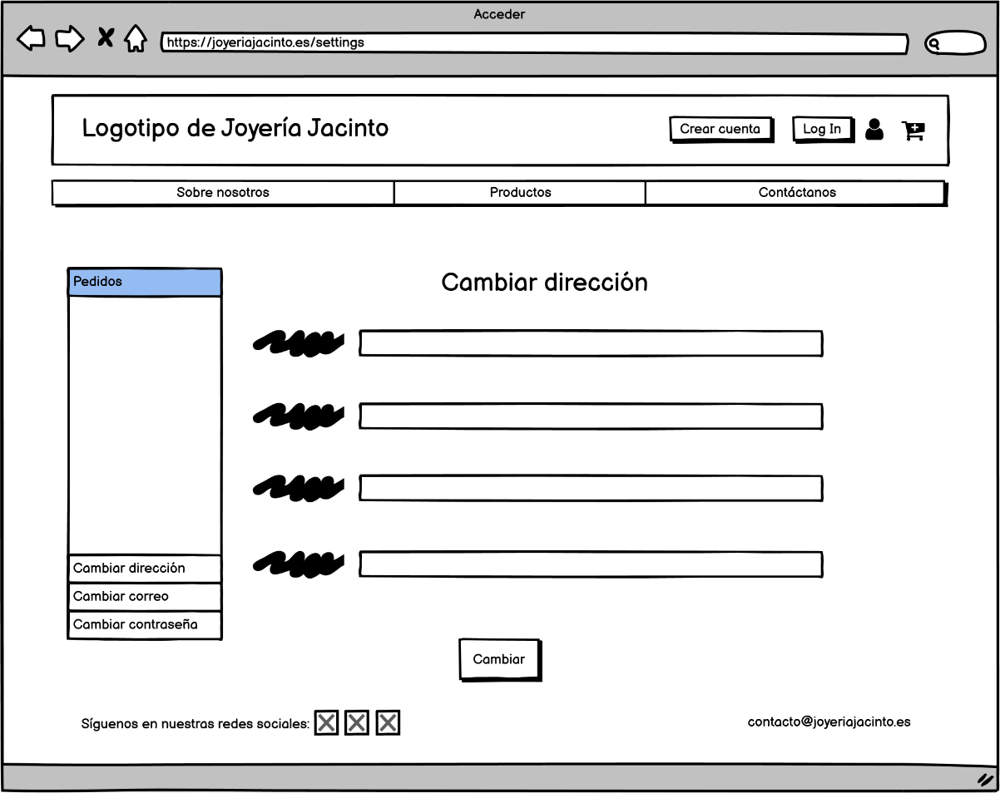 Acceder
https://joyeriajacinto.es/settings
Logotipo de Joyería Jacinto
Crear cuenta
Log In
Sobre nosotros
Productos
Contáctanos
Pedidos
Cambiar dirección
Cambiar dirección
Cambiar correo
Cambiar contraseña
Cambiar
Síguenos en nuestras redes sociales:
contacto@joyeriajacinto.es